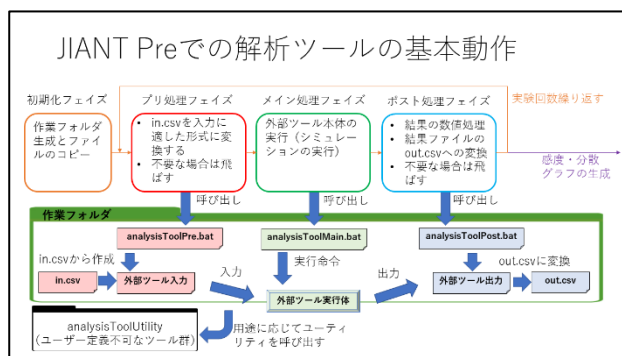 JIANT Preでの解析ツールの基本動作
初期化フェイズ
プリ処理フェイズ
メイン処理フェイズ
ポスト処理フェイズ
実験回数繰り返す
作業フォルダ
生成とファイル
のコピー
• in.csvを入力に
適した形式に変
換する
• 不要な場合は飛
ばす
外部ツール本体の
実行（シミュレー
ションの実行）
• 結果の数値処理
• 結果ファイルの
out.csvへの変換
• 不要な場合は飛
ばす
感度・分散
グラフの生成
呼び出し
呼び出し
呼び出し
作業フォルダ
analysisToolPre.bat
analysisToolMain.bat
analysisToolPost.bat
in.csvから作成
実行命令
out.csvに変換
in.csv
外部ツール入力
入力
出力
外部ツール出力
out.csv
外部ツール実行体
analysisToolUtility
（ユーザー定義不可なツール群）
用途に応じてユーティ
リティを呼び出す